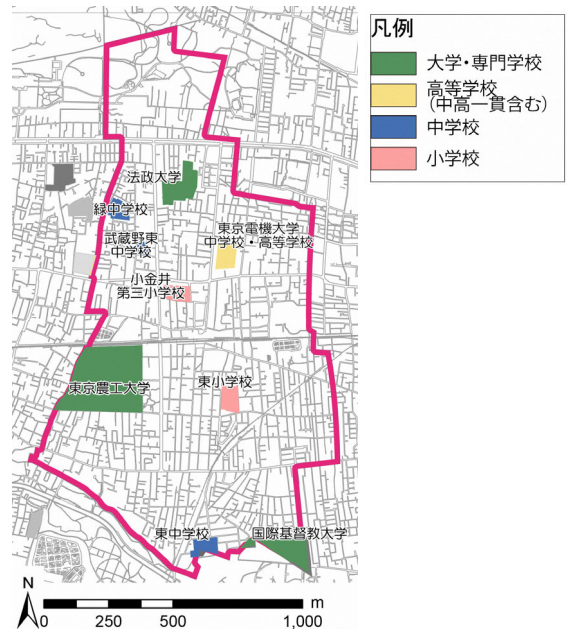 凡例
大学・専門学校
高等学校
(中高一貫含む)
中学校
小学校
法政大学
緑中学校
武蔵野東
中学校
東京電機大学
中学校・高等学校
小金井
第三小学校
東京農工大学
東小学校
東中学校
国際基督教大学
N
m
0 250 500 1,000